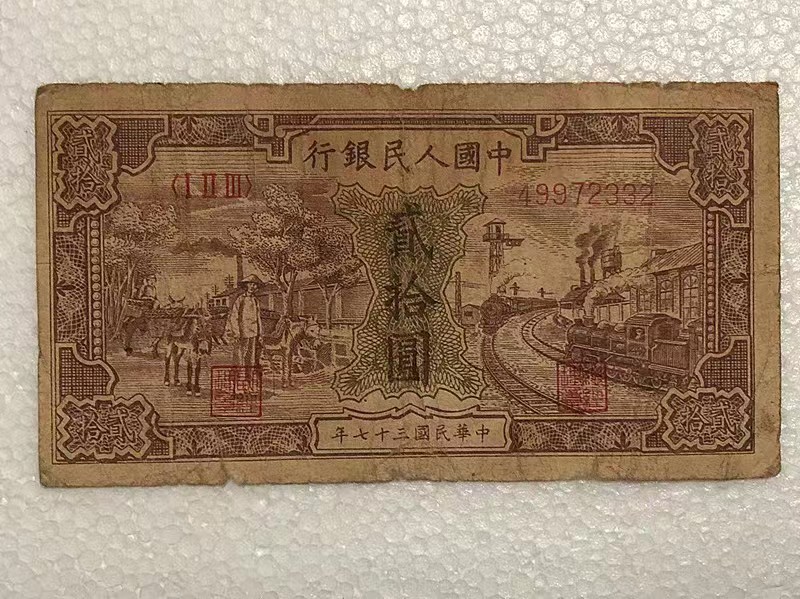 中國人民銀行
〈I II III〉
49972332
貳拾
貳拾
貳拾圓
貳拾
貳拾
中華民國三十七年